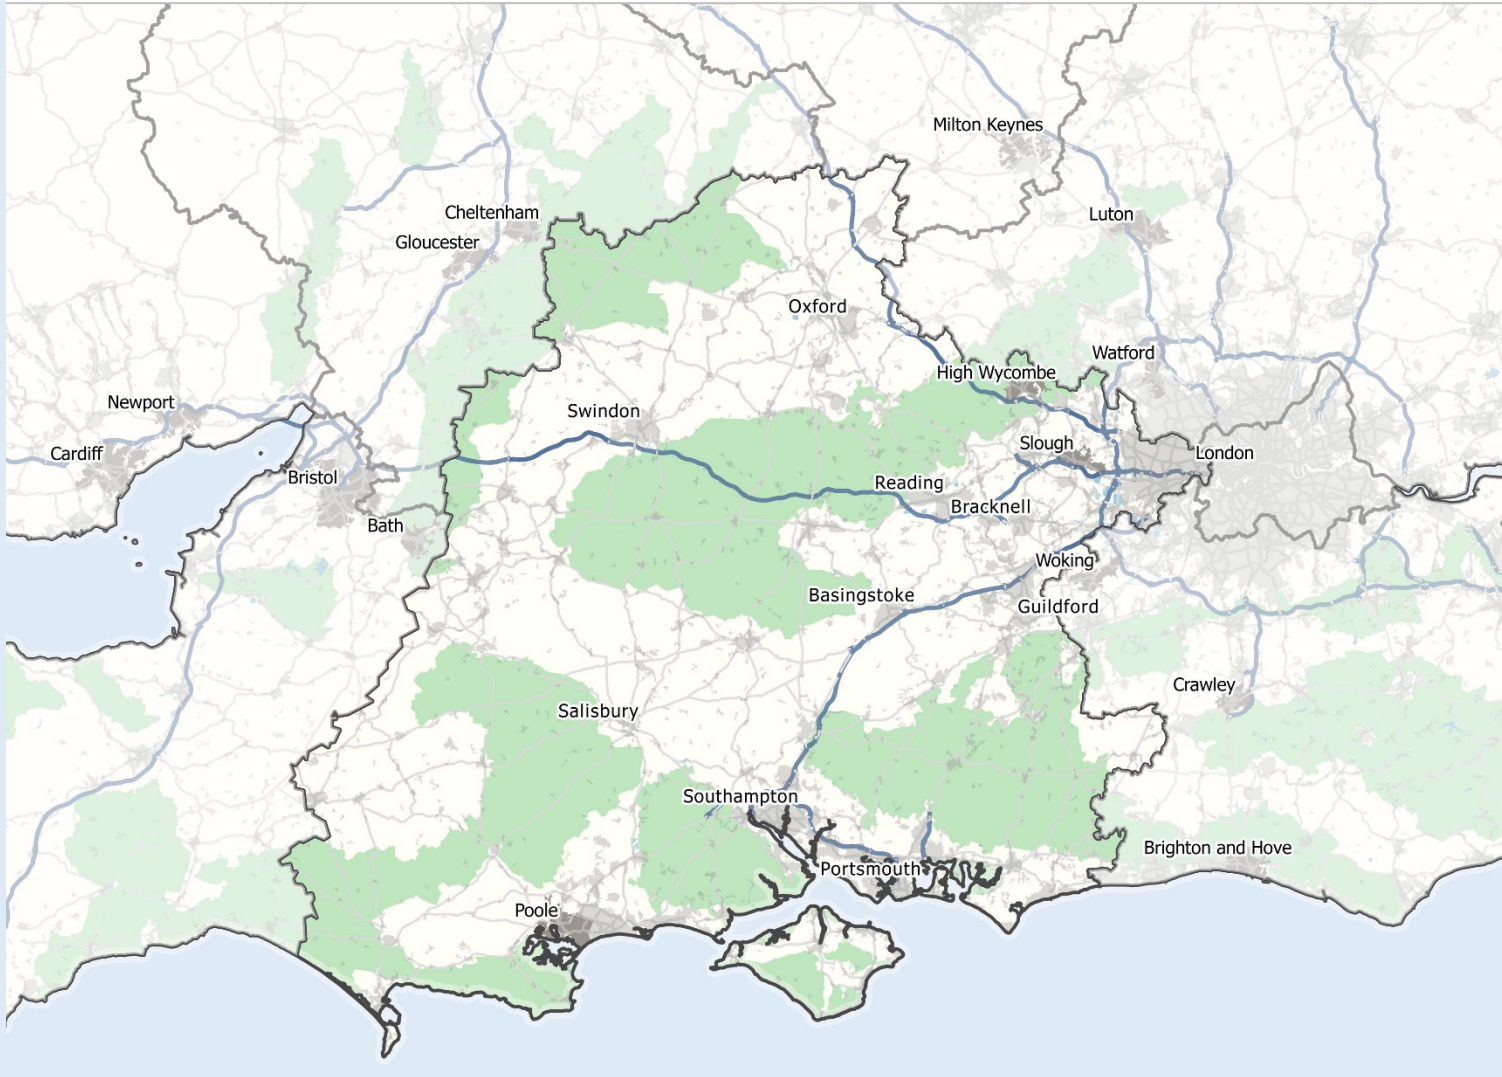 Milton Keynes
Cheltenham
Luton
Gloucester
Oxford
Watford
High Wycombe
Newport
Swindon
Slough
Cardiff
London
Bristol
Reading
Bracknell
Bath
Woking
Basingstoke
Guildford
Crawley
Salisbury
Southampton
Brighton and Hove
Portsmouth
Poole